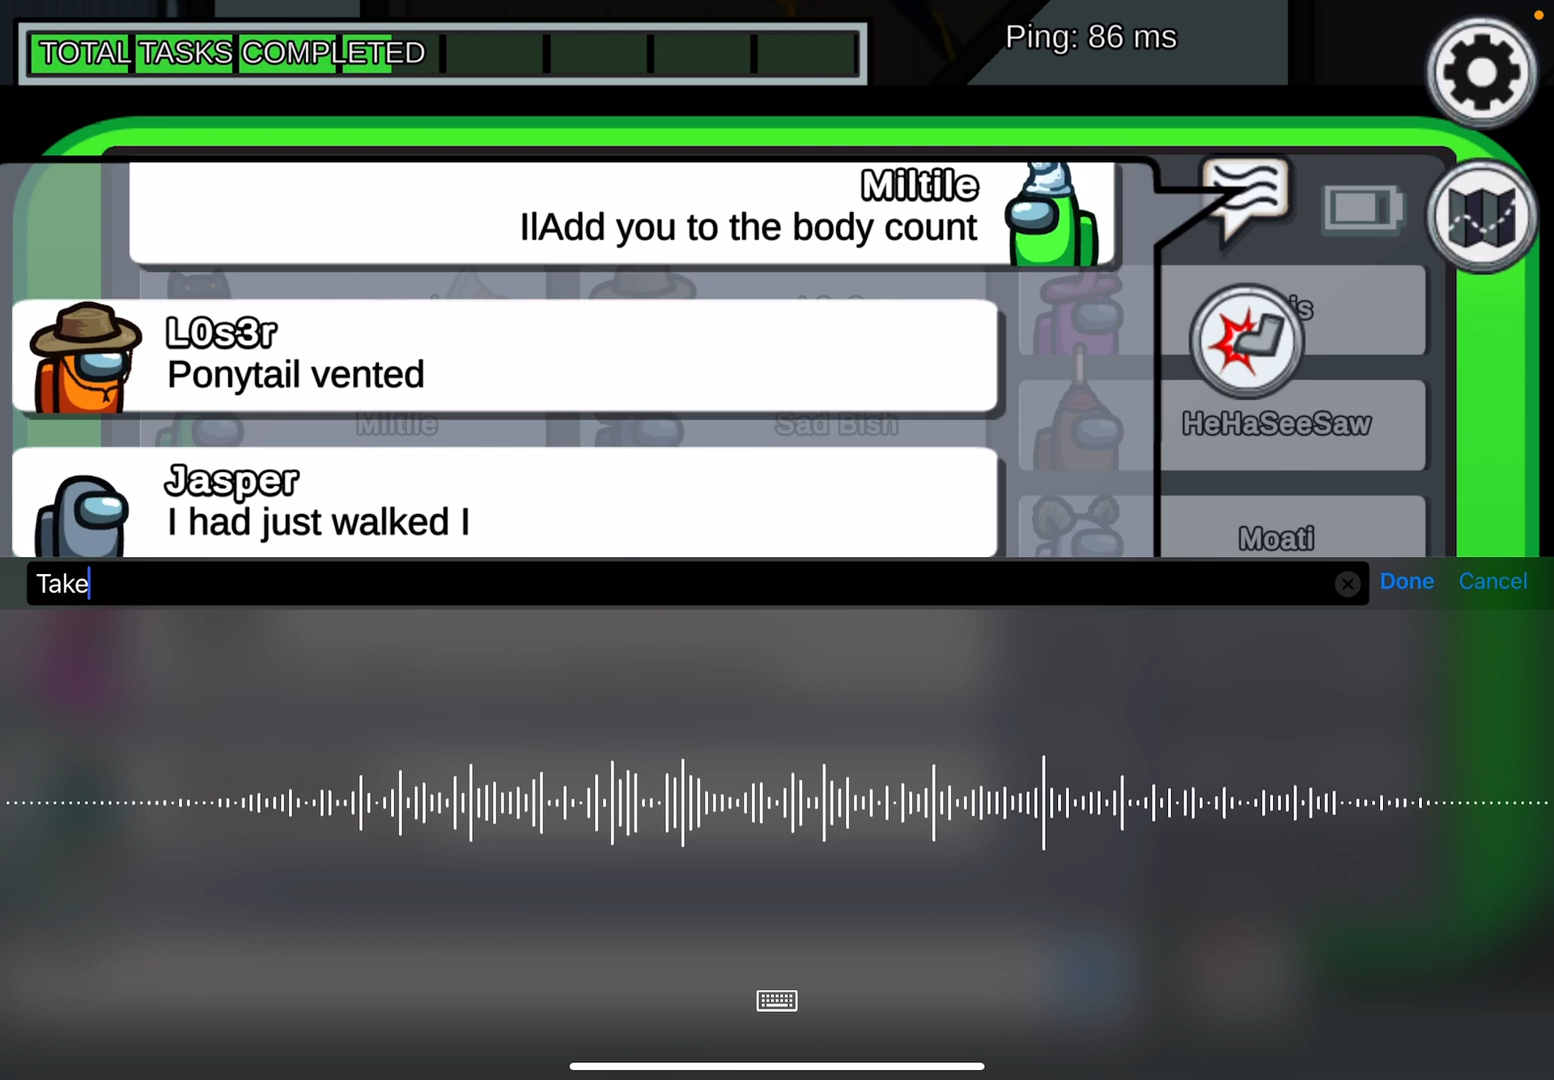 TOTAL TASKS COMPLETED
Ping: 86 ms
Miltile
IlAdd you to the body count
L0s3r
Ponytail vented
Miltile
Sad Bish
HeHaSeeSaw
Jasper
I had just walked I
Moati
Take
Done
Cancel